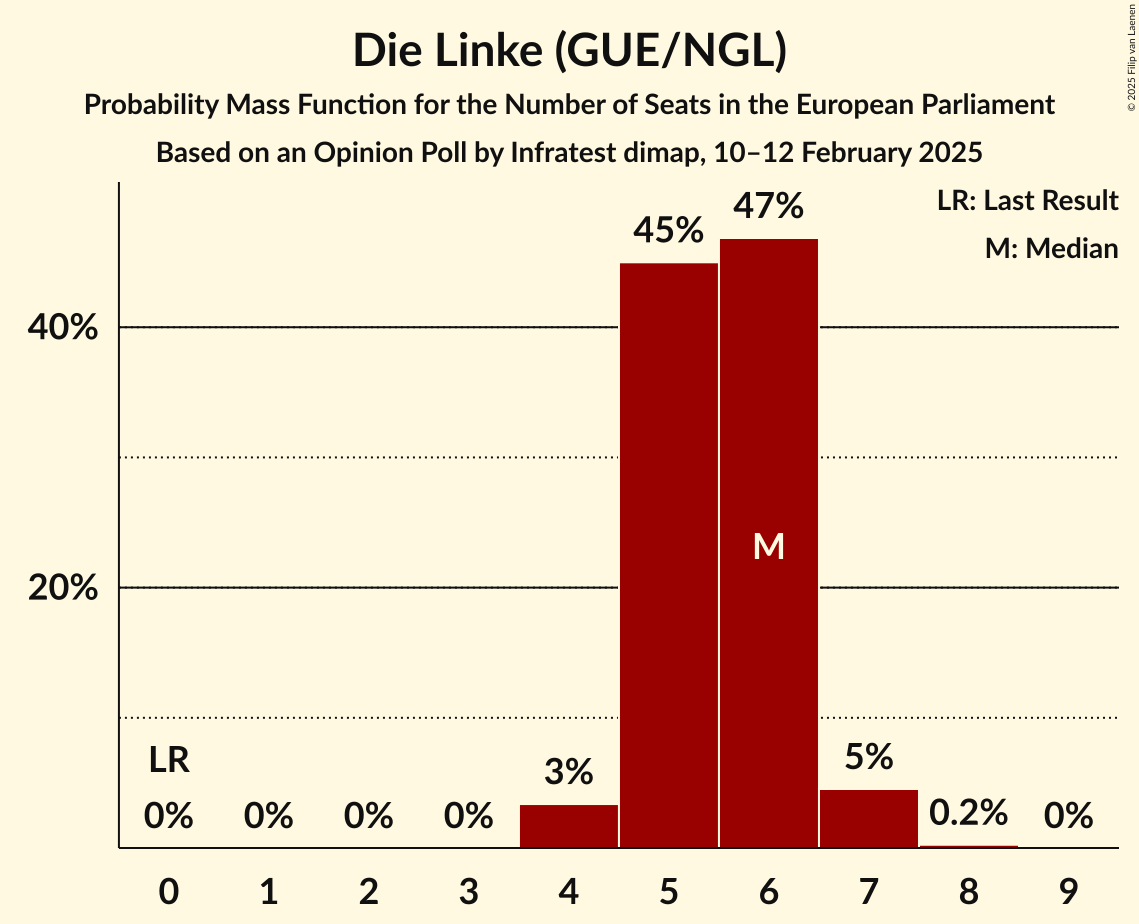 Die Linke (GUE/NGL)
Probability Mass Function for the Number of Seats in the European Parliament
Based on an Opinion Poll by Infratest dimap, 10–12 February 2025
© 2025 Filip van Laenen
LR: Last Result
M: Median
40%
20%
LR
0%
0%
0%
0%
3%
45%
47%
M
5%
0.2%
0%
0
1
2
3
4
5
6
7
8
9